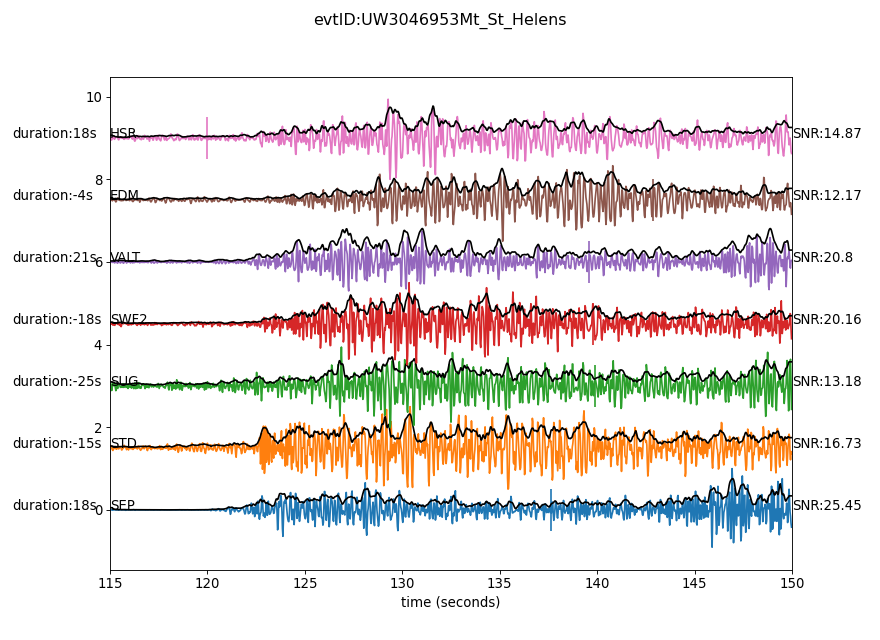 evtID:UW3046953Mt_St_Helens
10
duration:18s HSR SNR:14.87
8
duration:-4s EDM SNR:12.17
duration:21s VALT SNR:20.8
6
duration:-18s SWF2 SNR:20.16
4
duration:-25s SUG SNR:13.18
2
duration:-15s STD SNR:16.73
duration:18s SEP SNR:25.45
0
115 120 125 130 135 140 145 150
time (seconds)